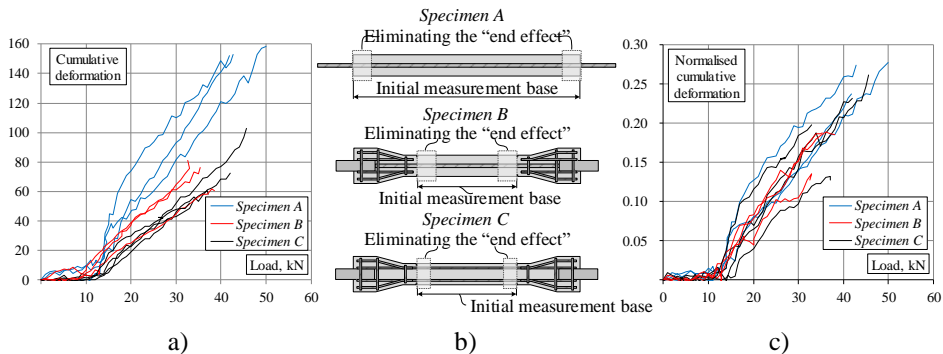 Cumulative
deformation
160
140
120
100
80
60
40
20
0
0
10
20
30
40
50
60
Specimen A
Specimen B
Specimen C
Load, kN
a)
Specimen A
Eliminating the “end effect”
Initial measurement base
Specimen B
Eliminating the “end effect”
Initial measurement base
Specimen C
Eliminating the “end effect”
Initial measurement base
b)
Normalised
cumulative
deformation
0.30
0.25
0.20
0.15
0.10
0.05
0
10
20
30
40
50
60
Specimen A
Specimen B
Specimen C
Load, kN
c)